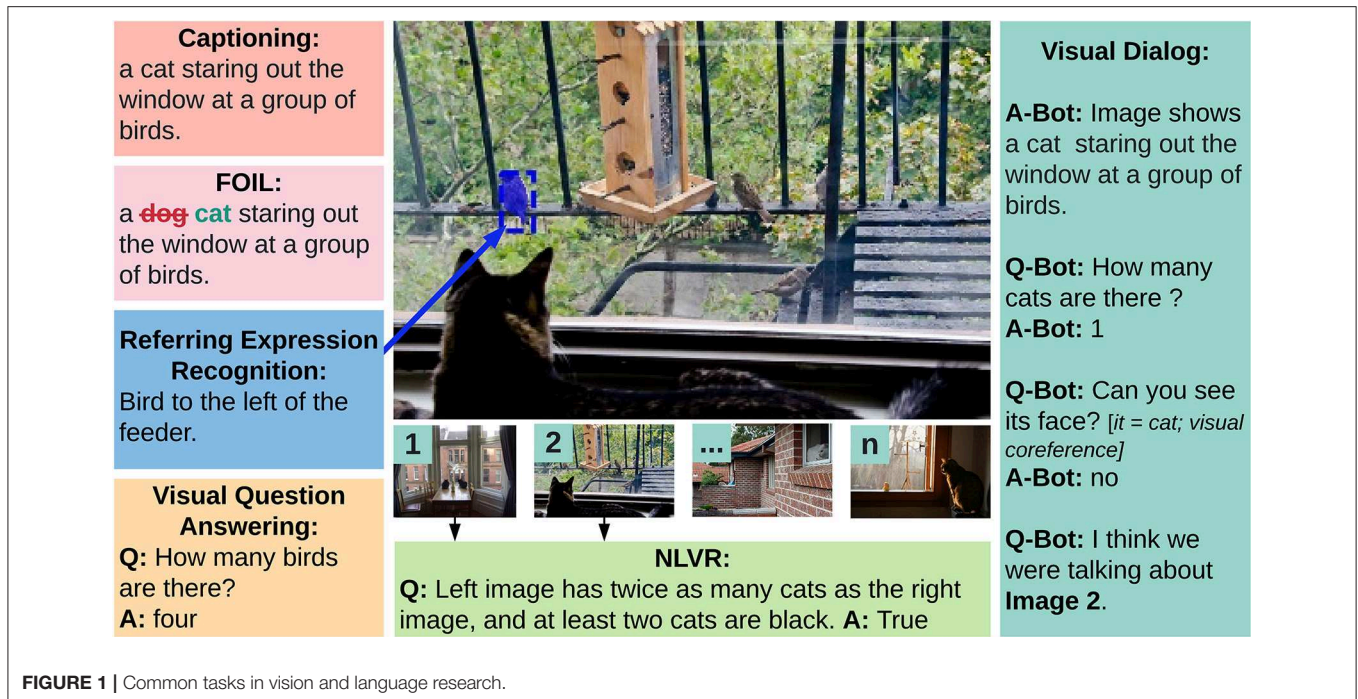 Captioning:
a cat staring out the
window at a group of
birds.
FOIL:
a dog cat staring out
the window at a group
of birds.
Referring Expression
Recognition:
Bird to the left of the
feeder.
Visual Question
Answering:
Q: How many birds
are there?
A: four
1
2
...
n
NLVR:
Q: Left image has twice as many cats as the right
image, and at least two cats are black. A: True
Visual Dialog:
A-Bot: Image shows
a cat staring out the
window at a group of
birds.
Q-Bot: How many
cats are there ?
A-Bot: 1
Q-Bot: Can you see
its face? [it = cat; visual
coreference]
A-Bot: no
Q-Bot: I think we
were talking about
Image 2.
FIGURE 1 | Common tasks in vision and language research.